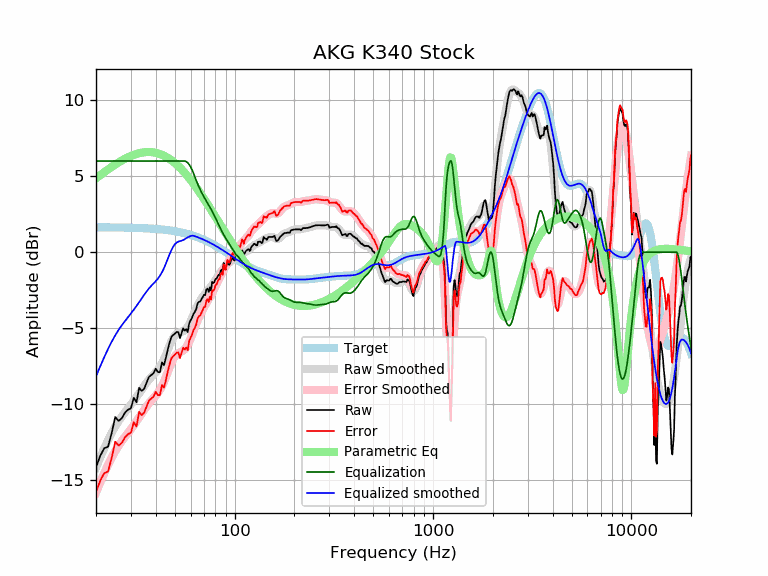 AKG K340 Stock
Amplitude (dBr)
10
5
0
−5
−10
−15
Target
Raw Smoothed
Error Smoothed
Raw
Error
Parametric Eq
Equalization
Equalized smoothed
100
1000
10000
Frequency (Hz)